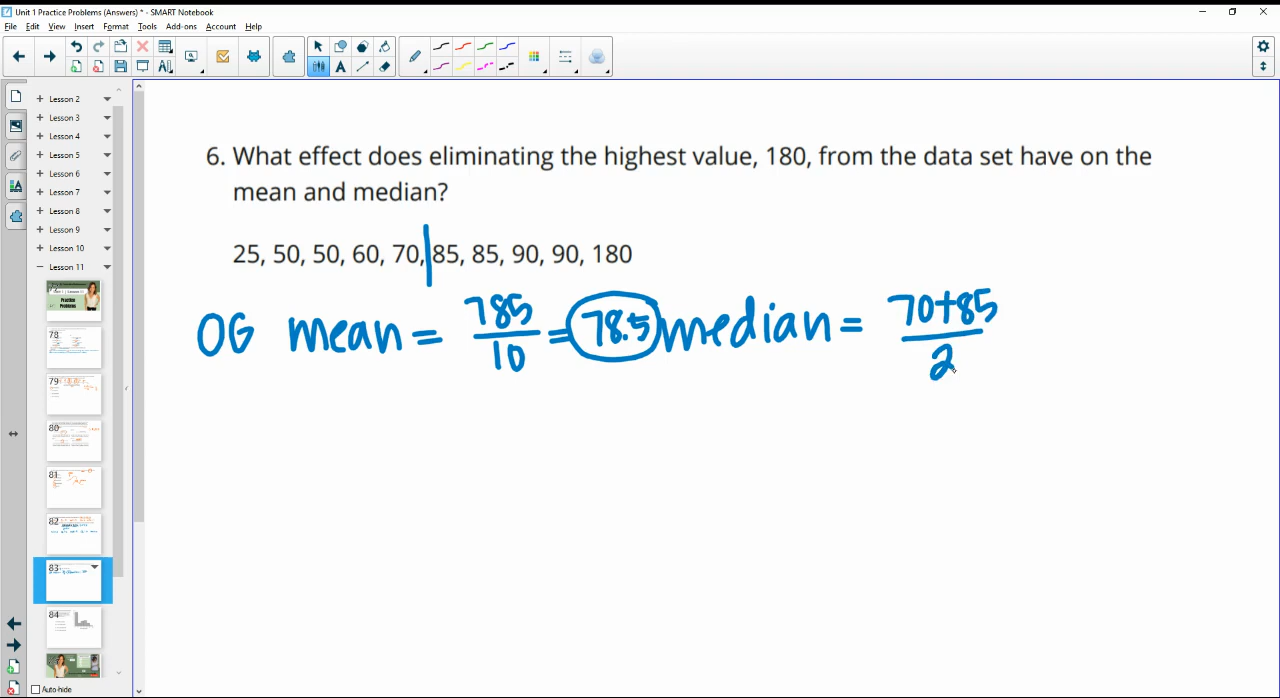 Unit 1 Practice Problems (Answers) * - SMART Notebook
File Edit View Insert Format Tools Add-ons Account Help
Lesson 2
Lesson 3
Lesson 4
Lesson 5
Lesson 6
Lesson 7
Lesson 8
Lesson 9
Lesson 10
Lesson 11
Practice
Problems
78
79
80
81
82
83
84
Auto-hide
6. What effect does eliminating the highest value, 180, from the data set have on the
mean and median?
25, 50, 50, 60, 70, 85, 85, 90, 90, 180
OG mean = 785/10 = 78.5 median = 70+85/2